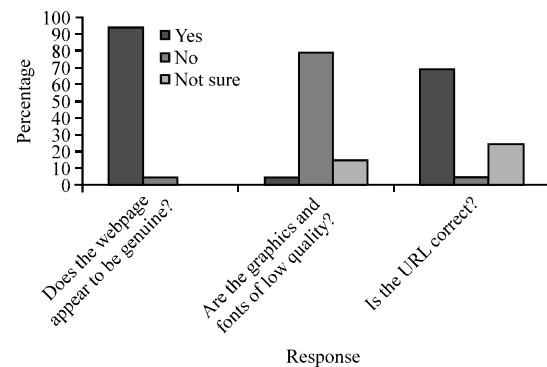 100
90
80
70
60
50
40
30
20
10
0
Percentage
Yes
No
Not sure
Does the webpage
appear to be genuine?
Are the graphics and
fonts of low quality?
Is the URL correct?
Response